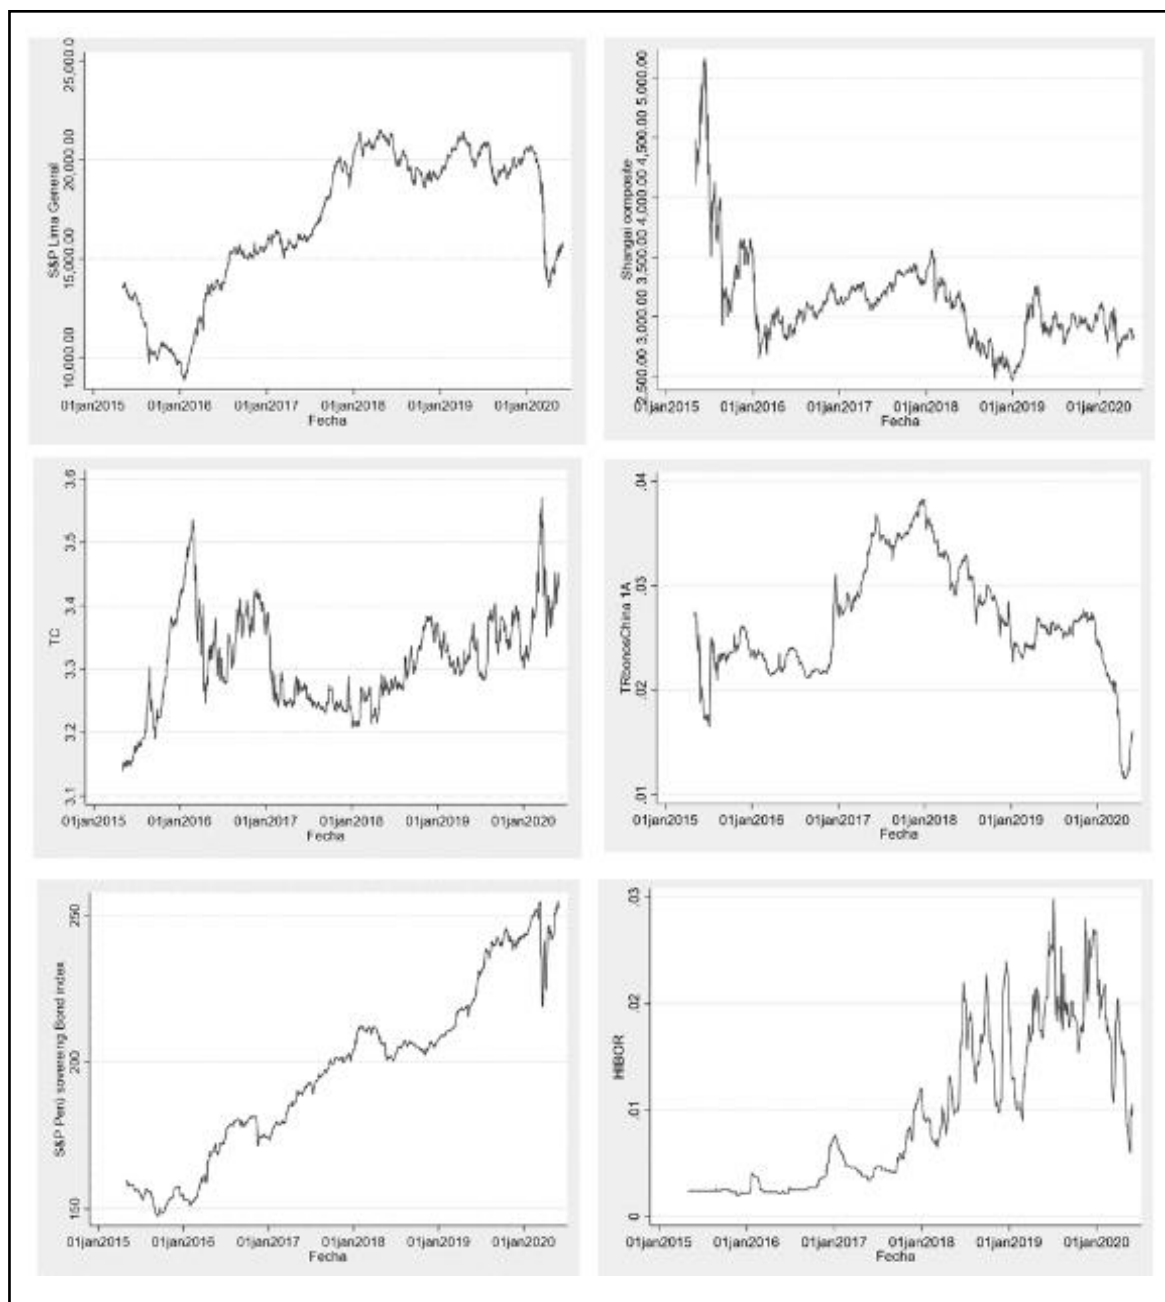 S&P Lima General
25,000.0
20,000.00
15,000.00
10,000.00
01jan2015 01jan2016 01jan2017 01jan2018 01jan2019 01jan2020
Fecha
Shangai composite
5,000.00
4,500.00
4,000.00
3,500.00
3,000.00
2,500.00
01jan2015 01jan2016 01jan2017 01jan2018 01jan2019 01jan2020
Fecha
TC
3.6
3.5
3.4
3.3
3.2
3.1
01jan2015 01jan2016 01jan2017 01jan2018 01jan2019 01jan2020
Fecha
TRbonosChina 1A
.04
.03
.02
.01
01jan2015 01jan2016 01jan2017 01jan2018 01jan2019 01jan2020
Fecha
S&P Perú sovereing Bond index
250
200
150
01jan2015 01jan2016 01jan2017 01jan2018 01jan2019 01jan2020
Fecha
HIBOR
.03
.02
.01
0
01jan2015 01jan2016 01jan2017 01jan2018 01jan2019 01jan2020
Fecha